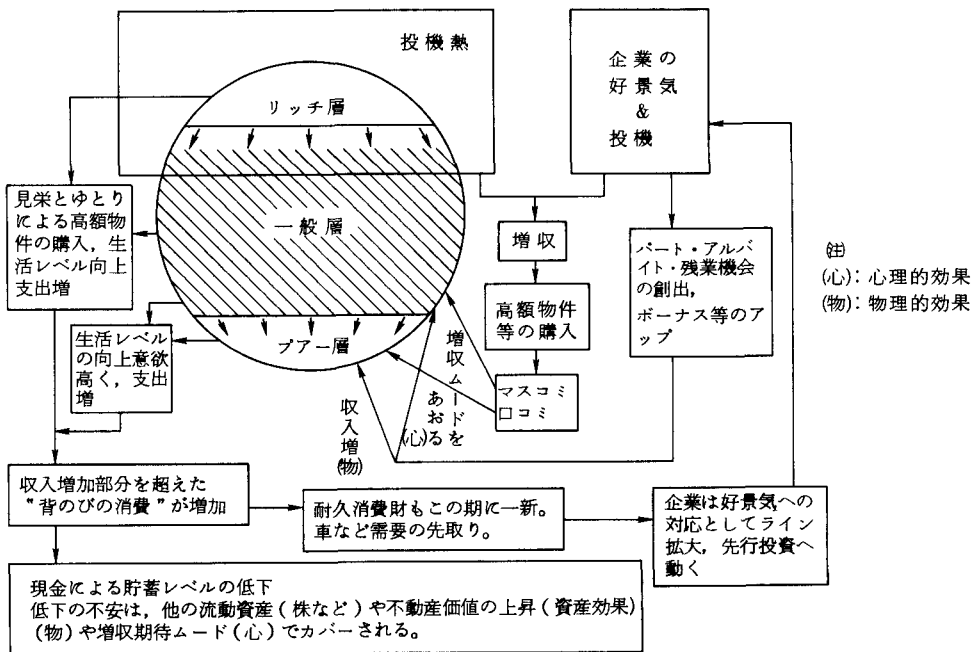 投機熱
企業の
好景気
&
投機
リッチ層
一般層
プアー層
見栄とゆとり
による高額物
件の購入，生
活レベル向上
支出増
生活レベル
の向上意欲
高く，支出
増
増収
高額物件
等の購入
マスコミ
口コミ
パート・アルバ
イト・残業機会
の創出，
ボーナス等のア
ップ
㊟
(心)：心理的効果
(物)：物理的効果
増収ムードを
あおる(心)
収入増(物)
収入増加部分を超えた
"背のびの消費"が増加
耐久消費財もこの期に一新。
車など需要の先取り。
企業は好景気への
対応としてライン
拡大，先行投資へ
動く
現金による貯蓄レベルの低下
低下の不安は，他の流動資産(株など)や不動産価値の上昇(資産効果)
(物)や増収期待ムード(心)でカバーされる。